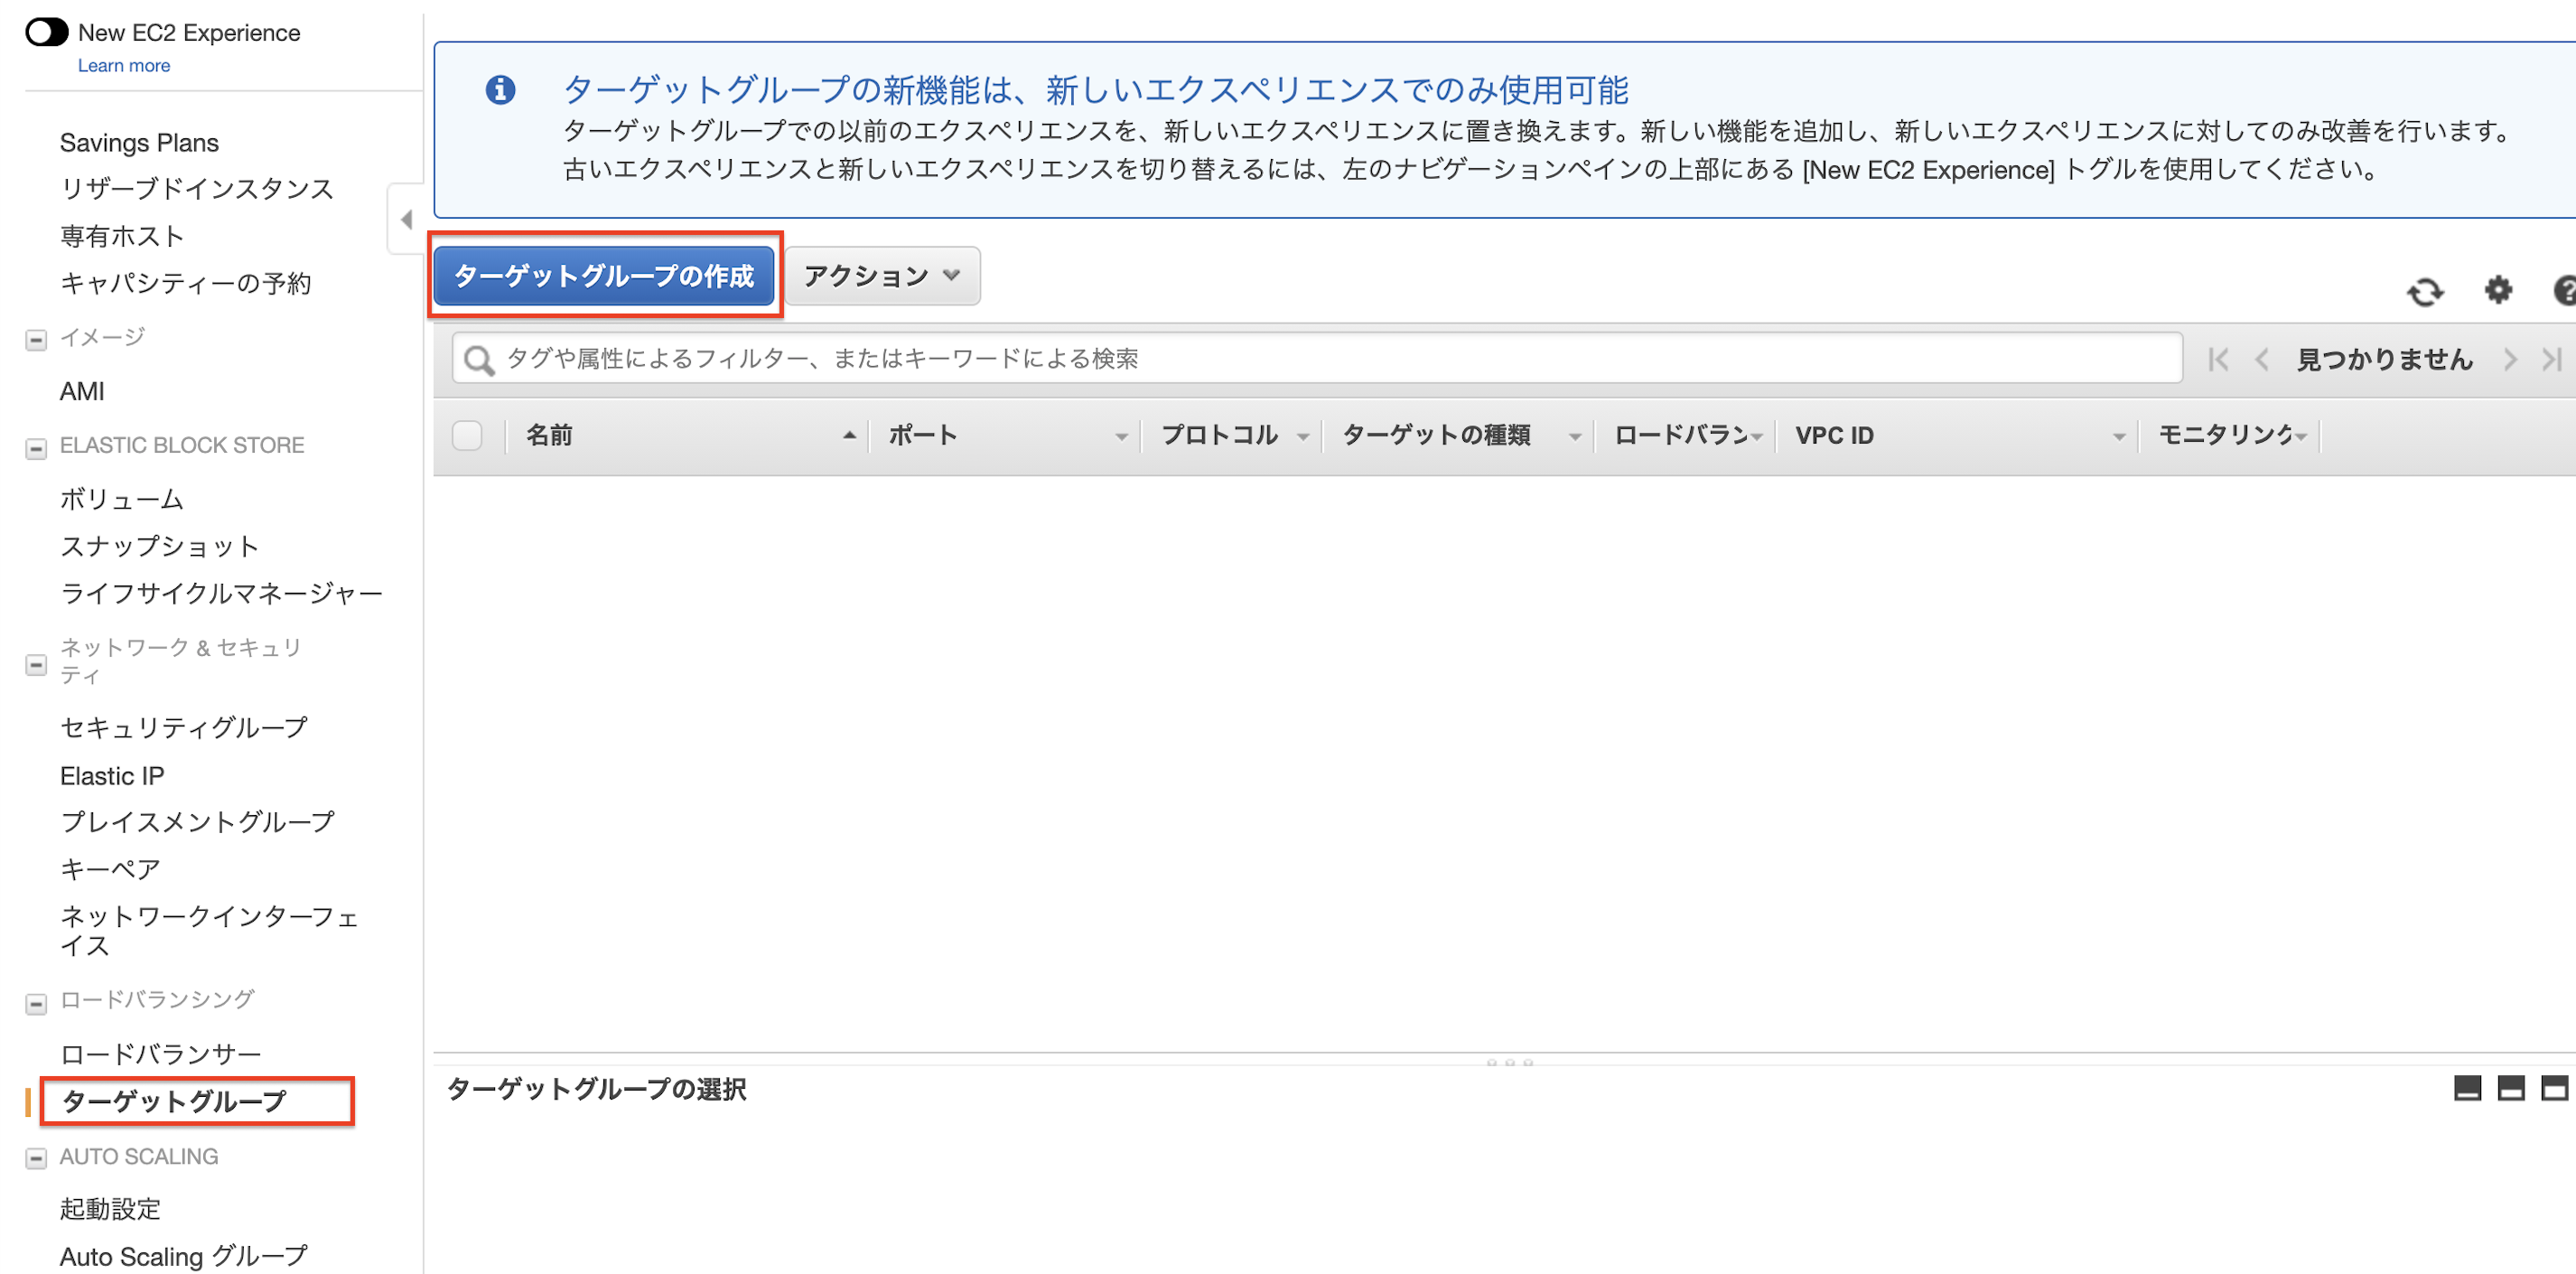 New EC2 Experience
Learn more
Savings Plans
リザーブドインスタンス
専有ホスト
キャパシティーの予約
イメージ
AMI
ELASTIC BLOCK STORE
ボリューム
スナップショット
ライフサイクルマネージャー
ネットワーク & セキュリ
ティ
セキュリティグループ
Elastic IP
プレイスメントグループ
キーペア
ネットワークインターフェ
イス
ロードバランシング
ロードバランサー
ターゲットグループ
AUTO SCALING
起動設定
Auto Scaling グループ
ターゲットグループの新機能は、新しいエクスペリエンスでのみ使用可能
ターゲットグループでの以前のエクスペリエンスを、新しいエクスペリエンスに置き換えます。新しい機能を追加し、新しいエクスペリエンスに対してのみ改善を行います。
古いエクスペリエンスと新しいエクスペリエンスを切り替えるには、左のナビゲーションペインの上部にある [New EC2 Experience] トグルを使用してください。
ターゲットグループの作成 アクション
タグや属性によるフィルター、またはキーワードによる検索 見つかりません
名前 ポート プロトコル ターゲットの種類 ロードバラン VPC ID モニタリング
ターゲットグループの選択